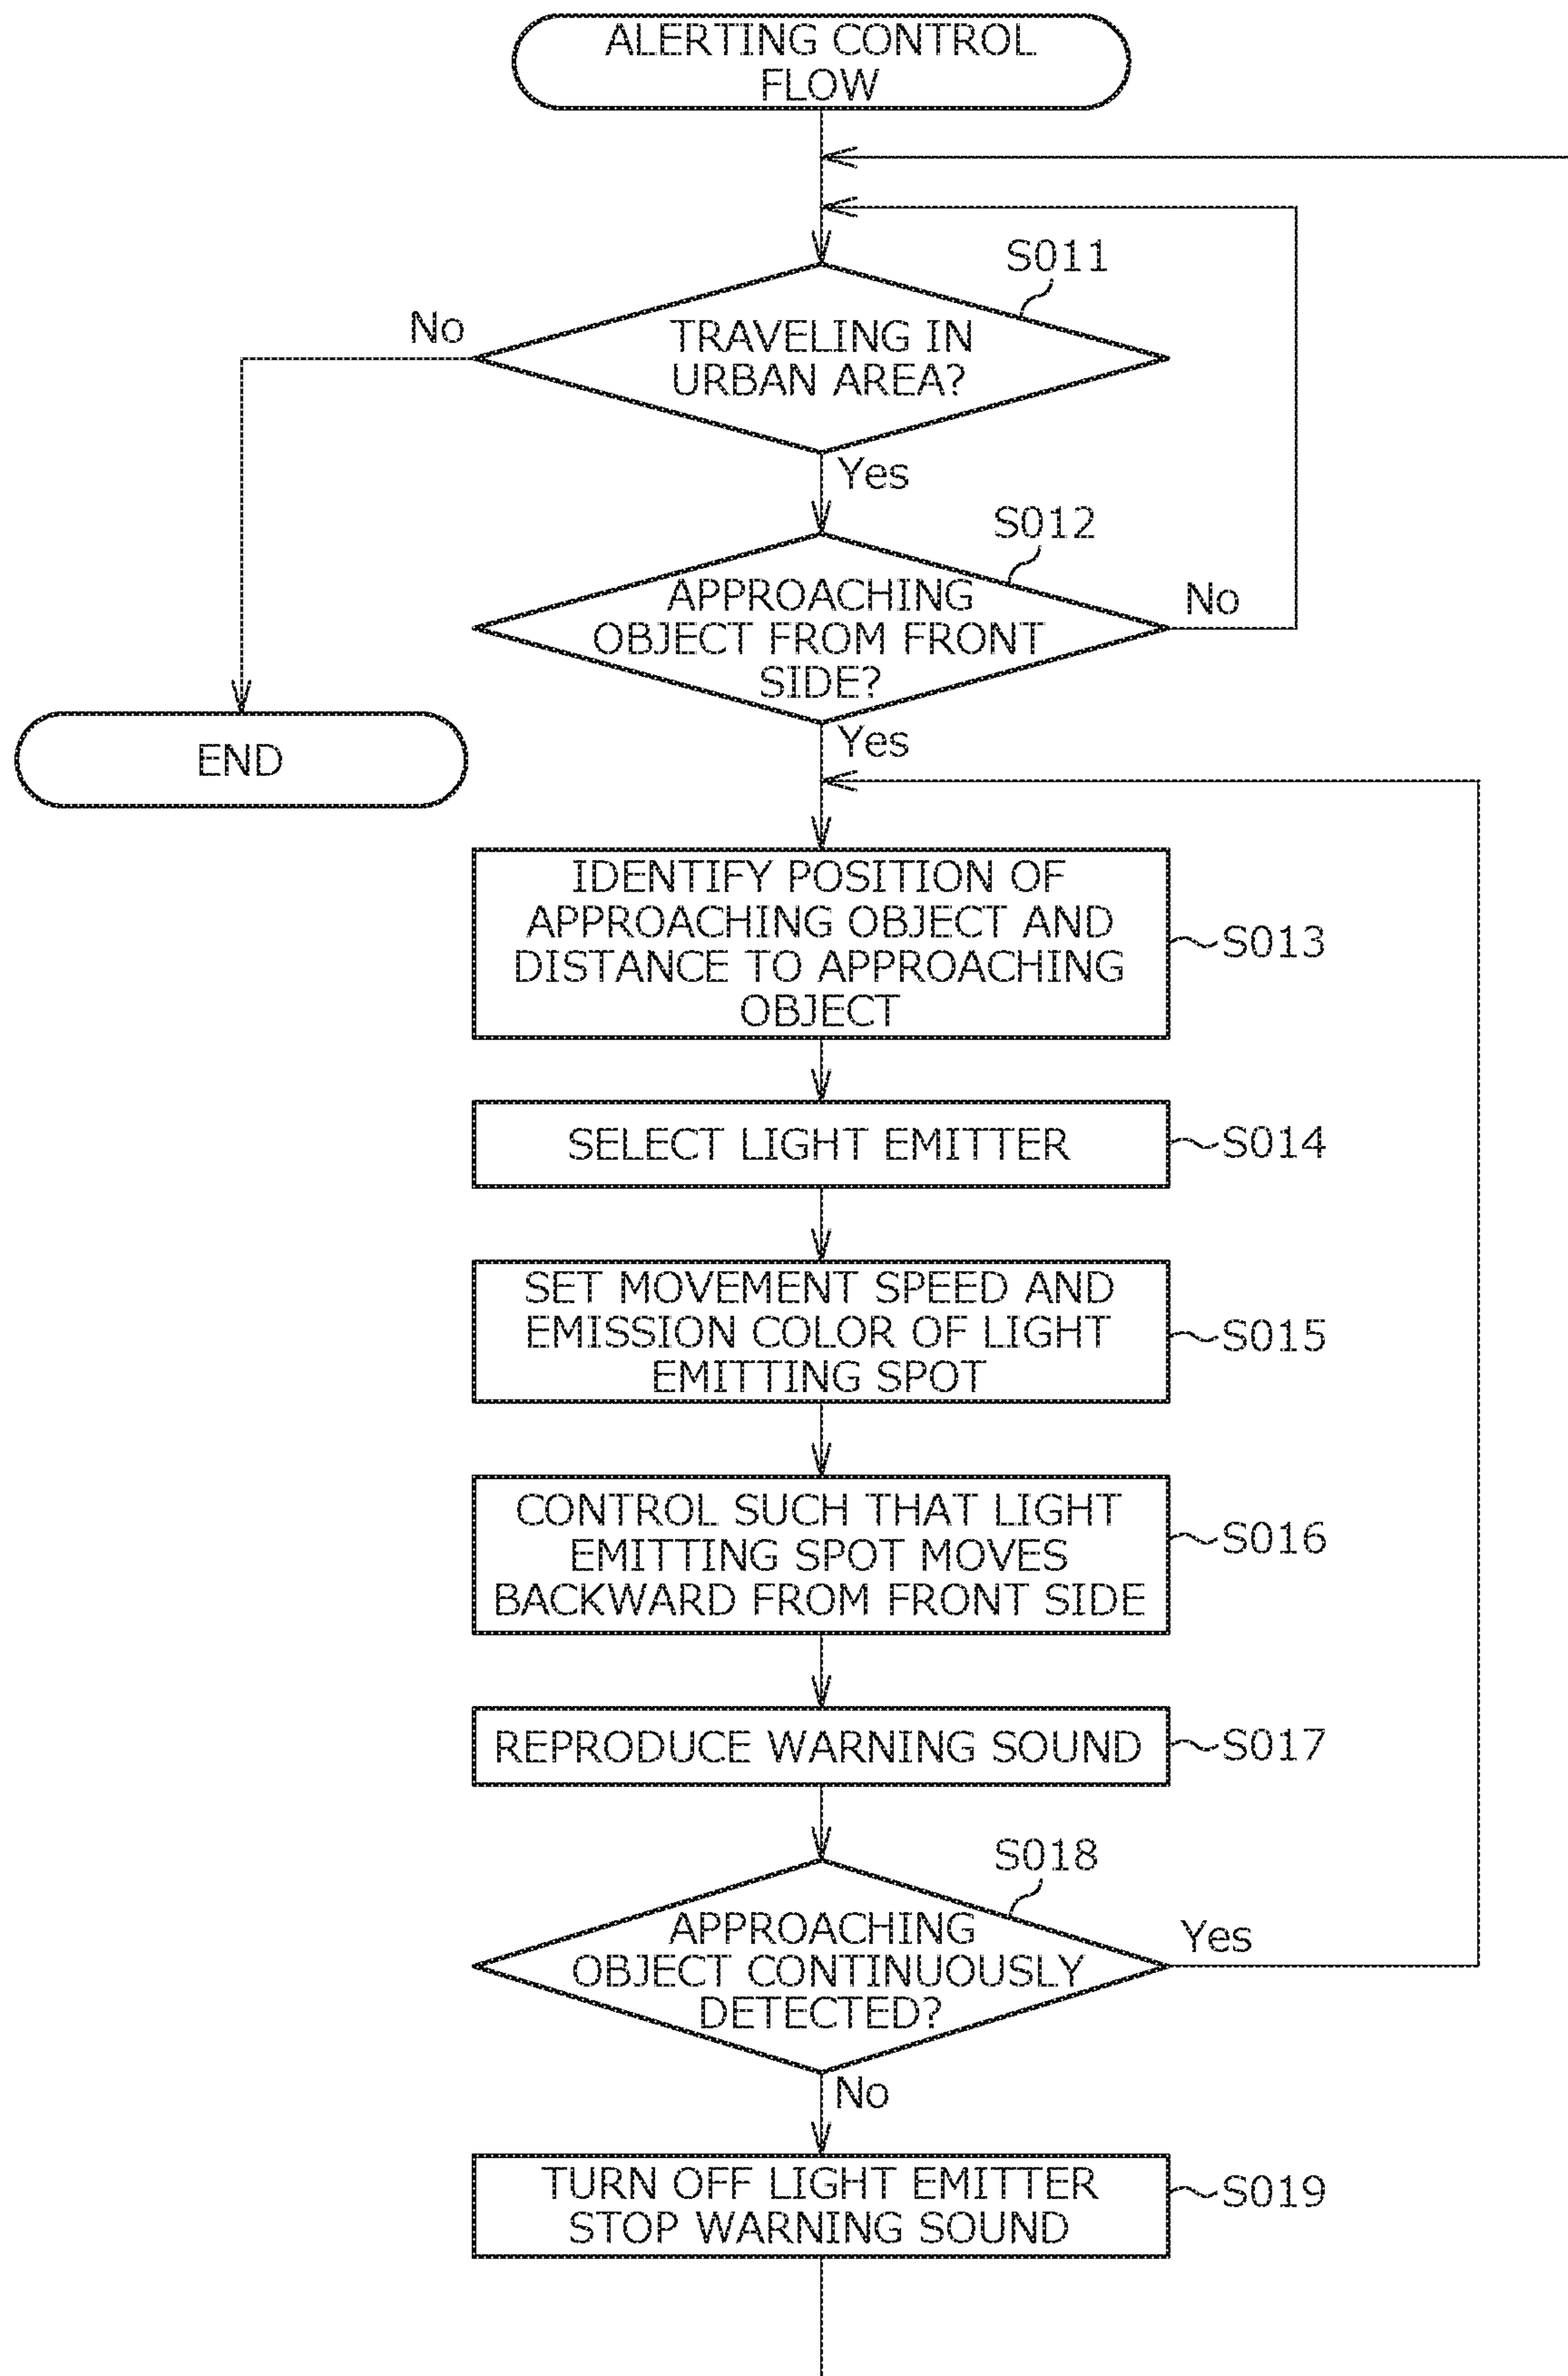 ALERTING CONTROL
FLOW
S011
No
TRAVELING IN
URBAN AREA?
Yes
S012
APPROACHING
OBJECT FROM FRONT
SIDE?
No
Yes
END
IDENTIFY POSITION OF
APPROACHING OBJECT AND
DISTANCE TO APPROACHING
OBJECT
S013
SELECT LIGHT EMITTER
S014
SET MOVEMENT SPEED AND
EMISSION COLOR OF LIGHT
EMITTING SPOT
S015
CONTROL SUCH THAT LIGHT
EMITTING SPOT MOVES
BACKWARD FROM FRONT SIDE
S016
REPRODUCE WARNING SOUND
S017
S018
APPROACHING
OBJECT CONTINUOUSLY
DETECTED?
Yes
No
TURN OFF LIGHT EMITTER
STOP WARNING SOUND
S019